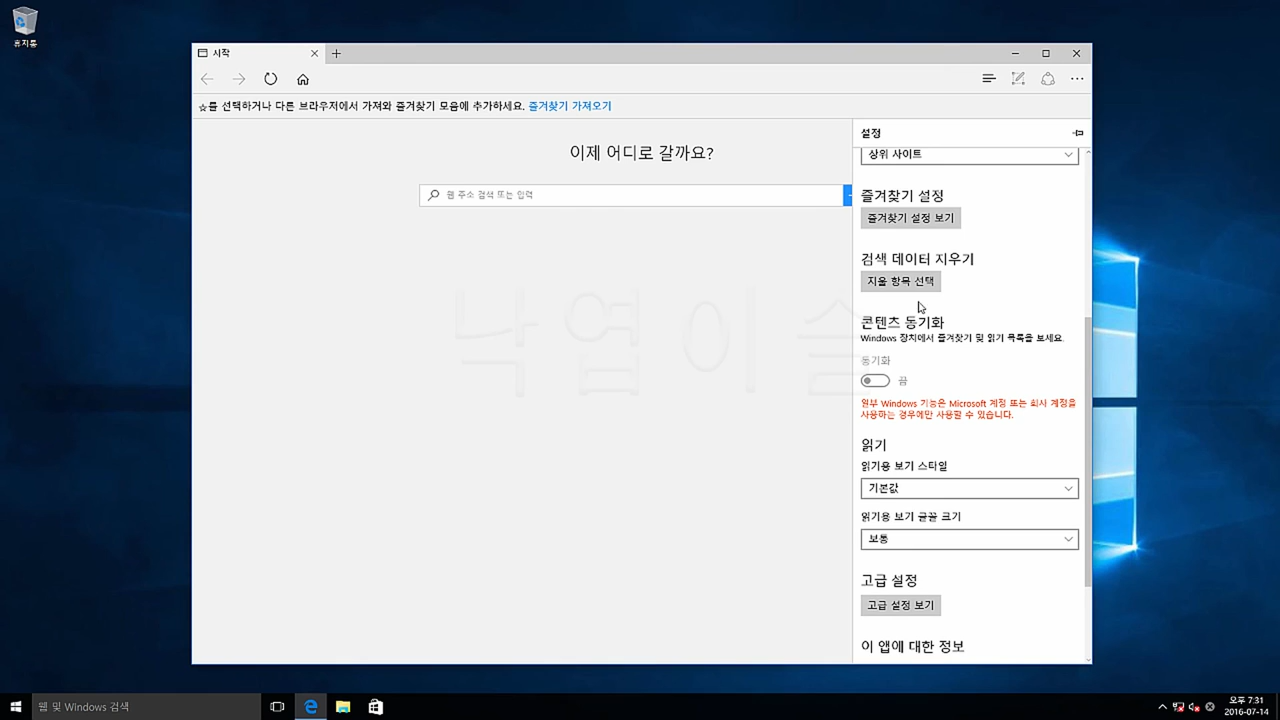 휴지통
시작
☆를 선택하거나 다른 브라우저에서 가져와 즐겨찾기 모음에 추가하세요. 즐겨찾기 가져오기
이제 어디로 갈까요?
웹 주소 검색 또는 입력
낙엽이슬
설정
상위 사이트
즐겨찾기 설정
즐겨찾기 설정 보기
검색 데이터 지우기
지울 항목 선택
콘텐츠 동기화
Windows 장치에서 즐겨찾기 및 읽기 목록을 보세요.
동기화
끔
일부 Windows 기능은 Microsoft 계정 또는 회사 계정을
사용하는 경우에만 사용할 수 있습니다.
읽기
읽기용 보기 스타일
기본값
읽기용 보기 글꼴 크기
보통
고급 설정
고급 설정 보기
이 앱에 대한 정보
웹 및 Windows 검색
오후 7:31
2016-07-14